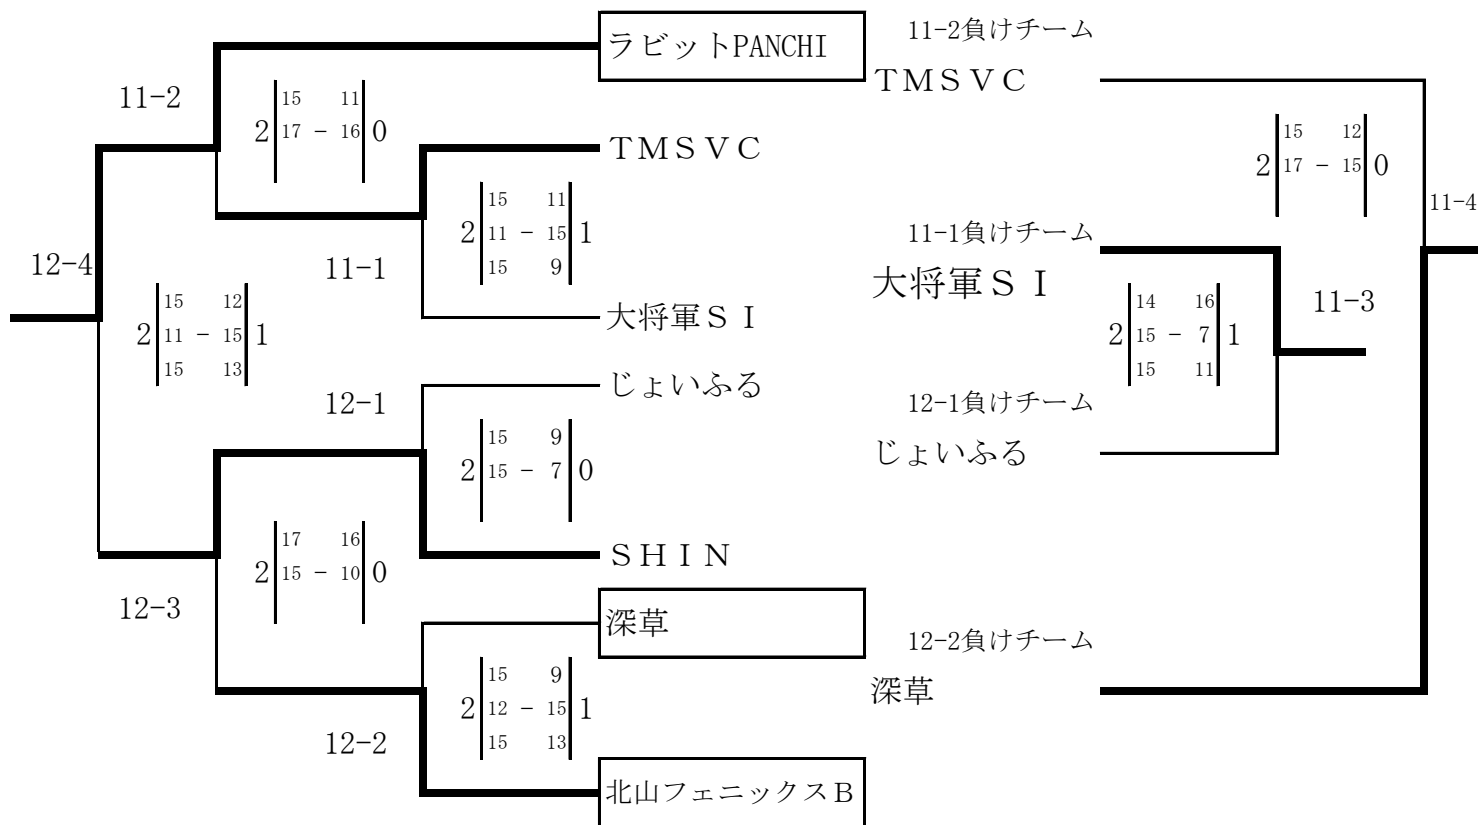 ラビットPANCHI
11-2負けチーム
TMSVC
11-2
2 15 11 0
17 - 16
TMSVC
2 15 12 0
17 - 15
11-4
2 15 11 1
11 - 15
15 9
11-1
11-1負けチーム
大将軍SI
12-4
2 15 12 1
11 - 15
15 13
大将軍SI
2 14 16 1
15 - 7
15 11
11-3
じょいふる
12-1
12-1負けチーム
じょいふる
2 15 9 0
15 - 7
SHIN
2 17 16 0
15 - 10
12-3
深草
12-2負けチーム
深草
2 15 9 1
12 - 15
15 13
12-2
北山フェニックスB